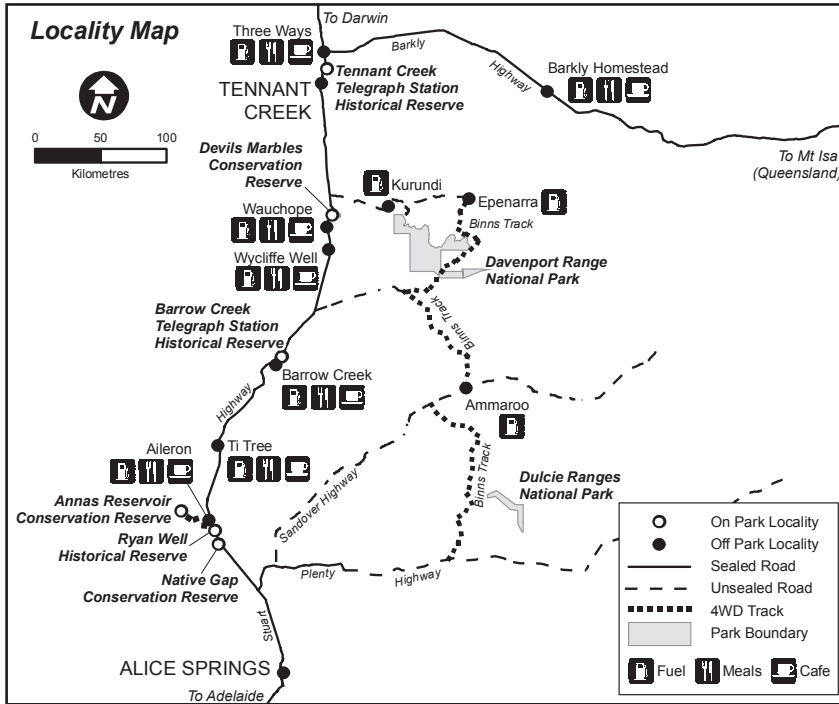 Locality Map
To Darwin
Three Ways
Barkly
Highway
Barkly Homestead
To Mt Isa
(Queensland)
N
TENNANT
CREEK
Tennant Creek
Telegraph Station
Historical Reserve
0 50 100
Kilometres
Devils Marbles
Conservation
Reserve
Kurundi
Epenarra
Binns Track
Wauchope
Wycliffe Well
Davenport Range
National Park
Binns Track
Barrow Creek
Telegraph Station
Historical Reserve
Barrow Creek
Highway
Ammaroo
Aileron
Ti Tree
Sandover Highway
Binns Track
Dulcie Ranges
National Park
Annas Reservoir
Conservation Reserve
Ryan Well
Historical Reserve
Native Gap
Conservation Reserve
Plenty
Highway
Stuart
ALICE SPRINGS
To Adelaide
On Park Locality
Off Park Locality
Sealed Road
Unsealed Road
4WD Track
Park Boundary
Fuel
Meals
Cafe